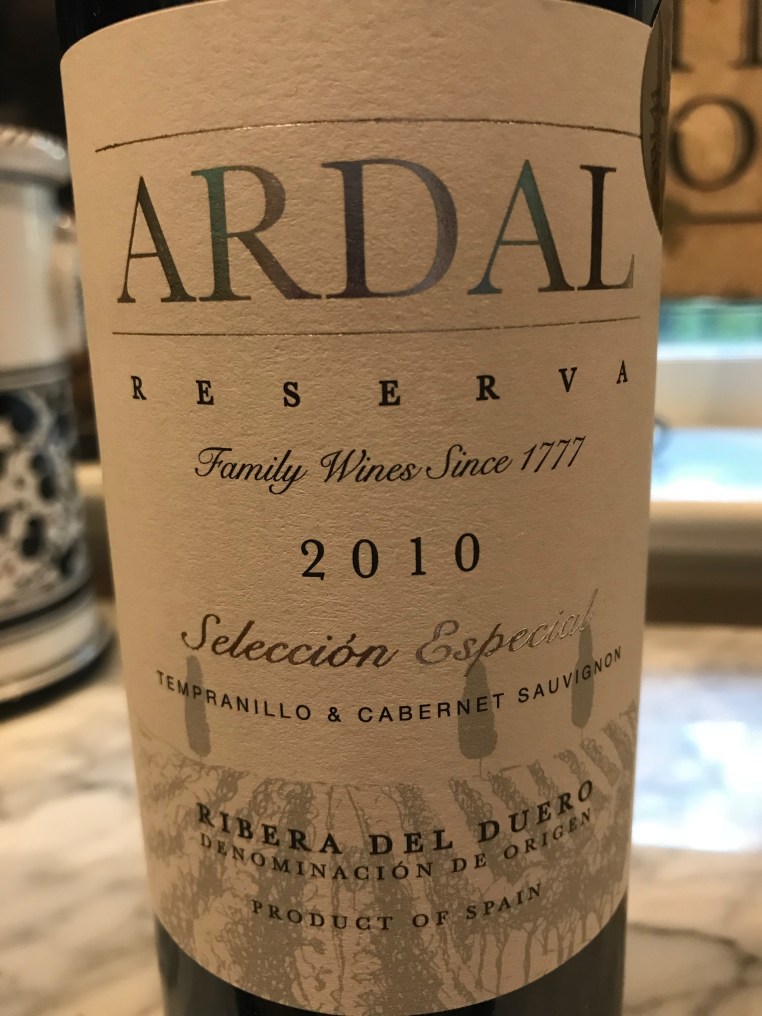 ARDAL
RESERVA
Family Wines Since 1777
2010
Selección Especial
TEMPRANILLO & CABERNET SAUVIGNON
RIBERA DEL DUERO
DENOMINACIÓN DE ORIGEN
PRODUCT OF SPAIN